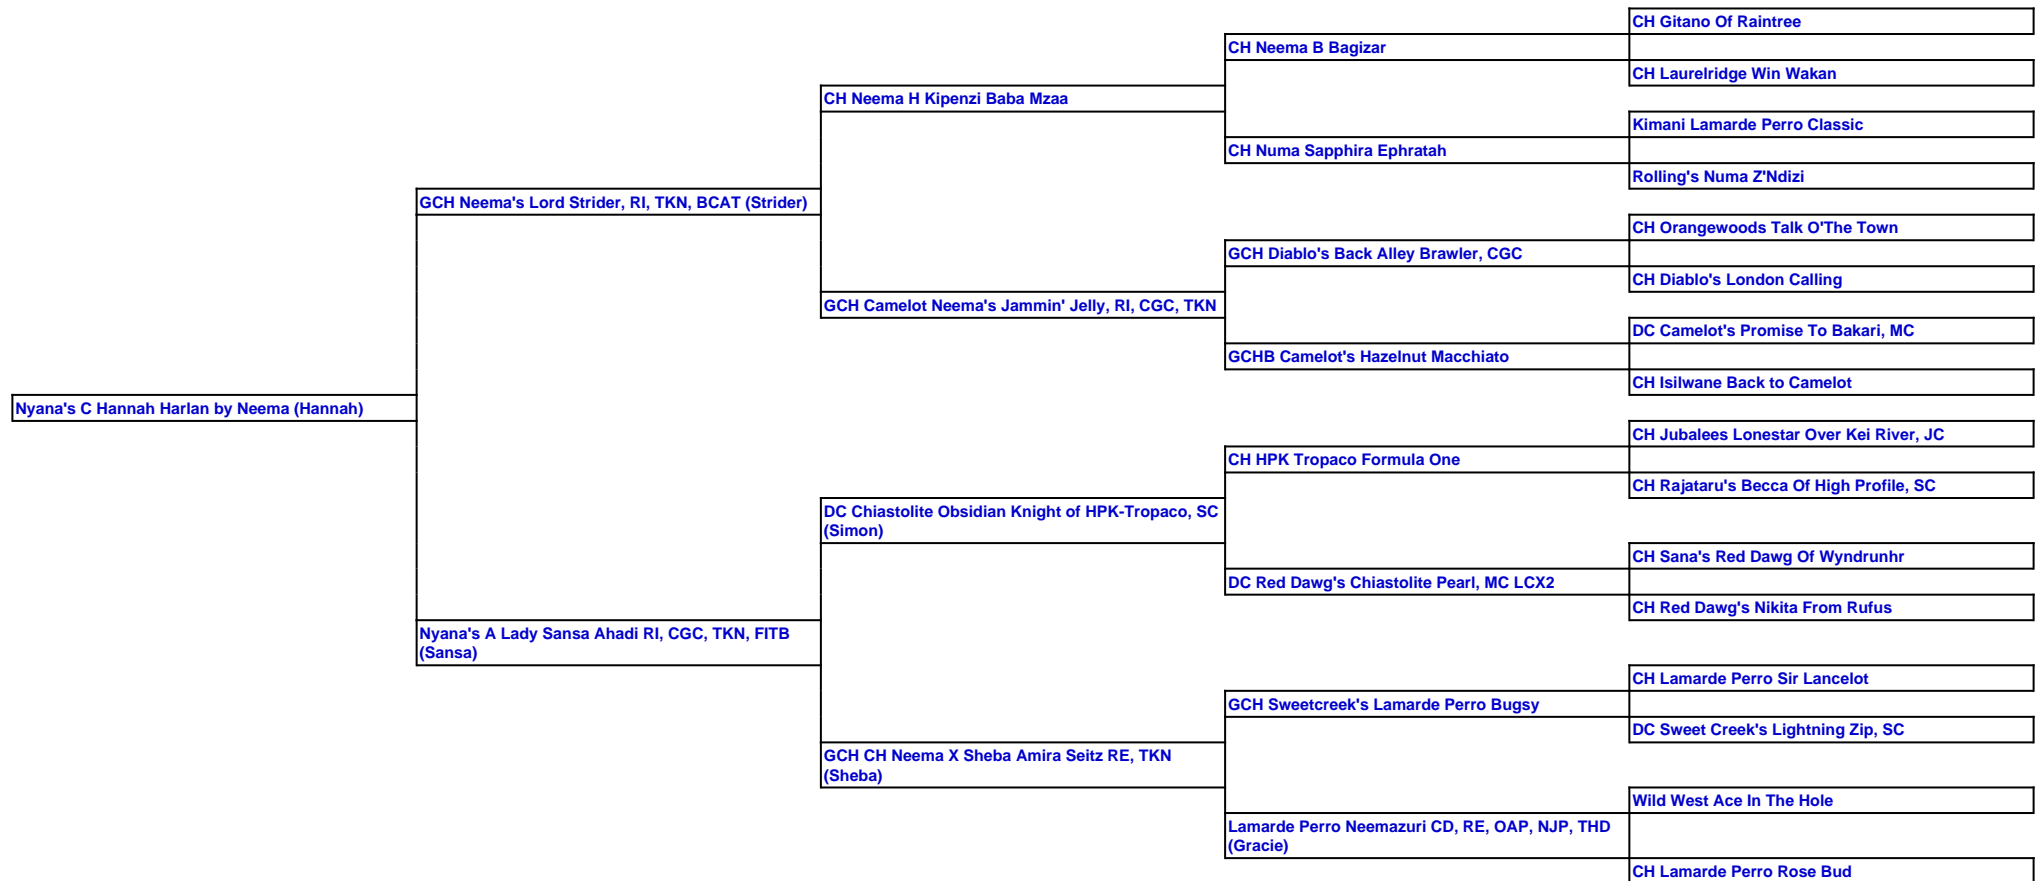 CH Gitano Of Raintree
CH Neema B Bagizar
CH Laurelridge Win Wakan
CH Neema H Kipenzi Baba Mzaa
Kimani Lamarde Perro Classic
CH Numa Sapphira Ephratah
Rolling's Numa Z'Ndizi
GCH Neema's Lord Strider, RI, TKN, BCAT (Strider)
CH Orangewoods Talk O'The Town
GCH Diablo's Back Alley Brawler, CGC
CH Diablo's London Calling
GCH Camelot Neema's Jammin' Jelly, RI, CGC, TKN
DC Camelot's Promise To Bakari, MC
GCHB Camelot's Hazelnut Macchiato
CH Isilwane Back to Camelot
Nyana's C Hannah Harlan by Neema (Hannah)
CH Jubalees Lonestar Over Kei River, JC
CH HPK Tropaco Formula One
CH Rajataru's Becca Of High Profile, SC
DC Chiastolite Obsidian Knight of HPK-Tropaco, SC
(Simon)
CH Sana's Red Dawg Of Wyndrunhr
DC Red Dawg's Chiastolite Pearl, MC LCX2
CH Red Dawg's Nikita From Rufus
Nyana's A Lady Sansa Ahadi RI, CGC, TKN, FITB
(Sansa)
CH Lamarde Perro Sir Lancelot
GCH Sweetcreek's Lamarde Perro Bugsy
DC Sweet Creek's Lightning Zip, SC
GCH CH Neema X Sheba Amira Seitz RE, TKN
(Sheba)
Wild West Ace In The Hole
Lamarde Perro Neemazuri CD, RE, OAP, NJP, THD
(Gracie)
CH Lamarde Perro Rose Bud